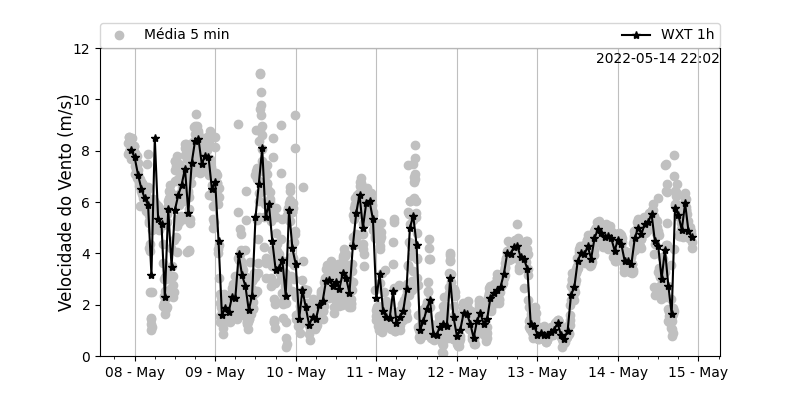 Média 5 min
WXT 1h
2022-05-14 22:02
Velocidade do Vento (m/s)
12
10
8
6
4
2
0
08 - May 09 - May 10 - May 11 - May 12 - May 13 - May 14 - May 15 - May